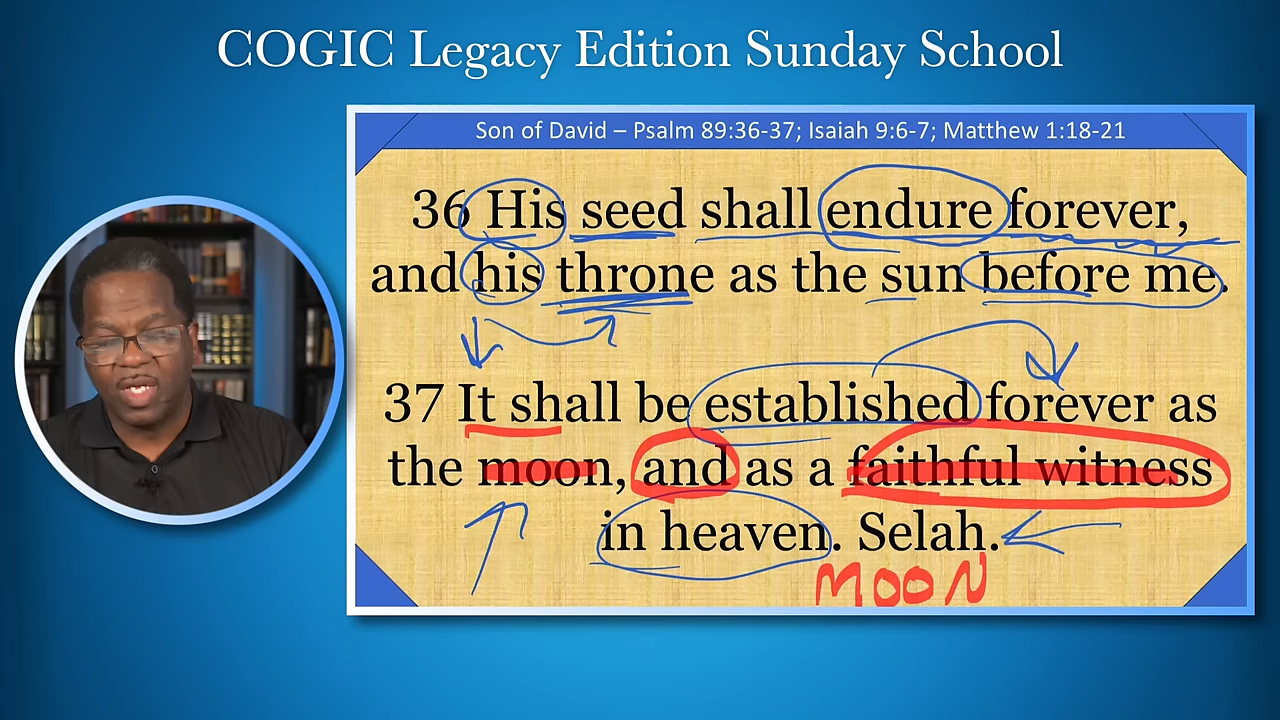 COGIC Legacy Edition Sunday School
Son of David – Psalm 89:36-37; Isaiah 9:6-7; Matthew 1:18-21
36 His seed shall endure forever,
and his throne as the sun before me.
37 It shall be established forever as
the moon, and as a faithful witness
in heaven. Selah.
MOON